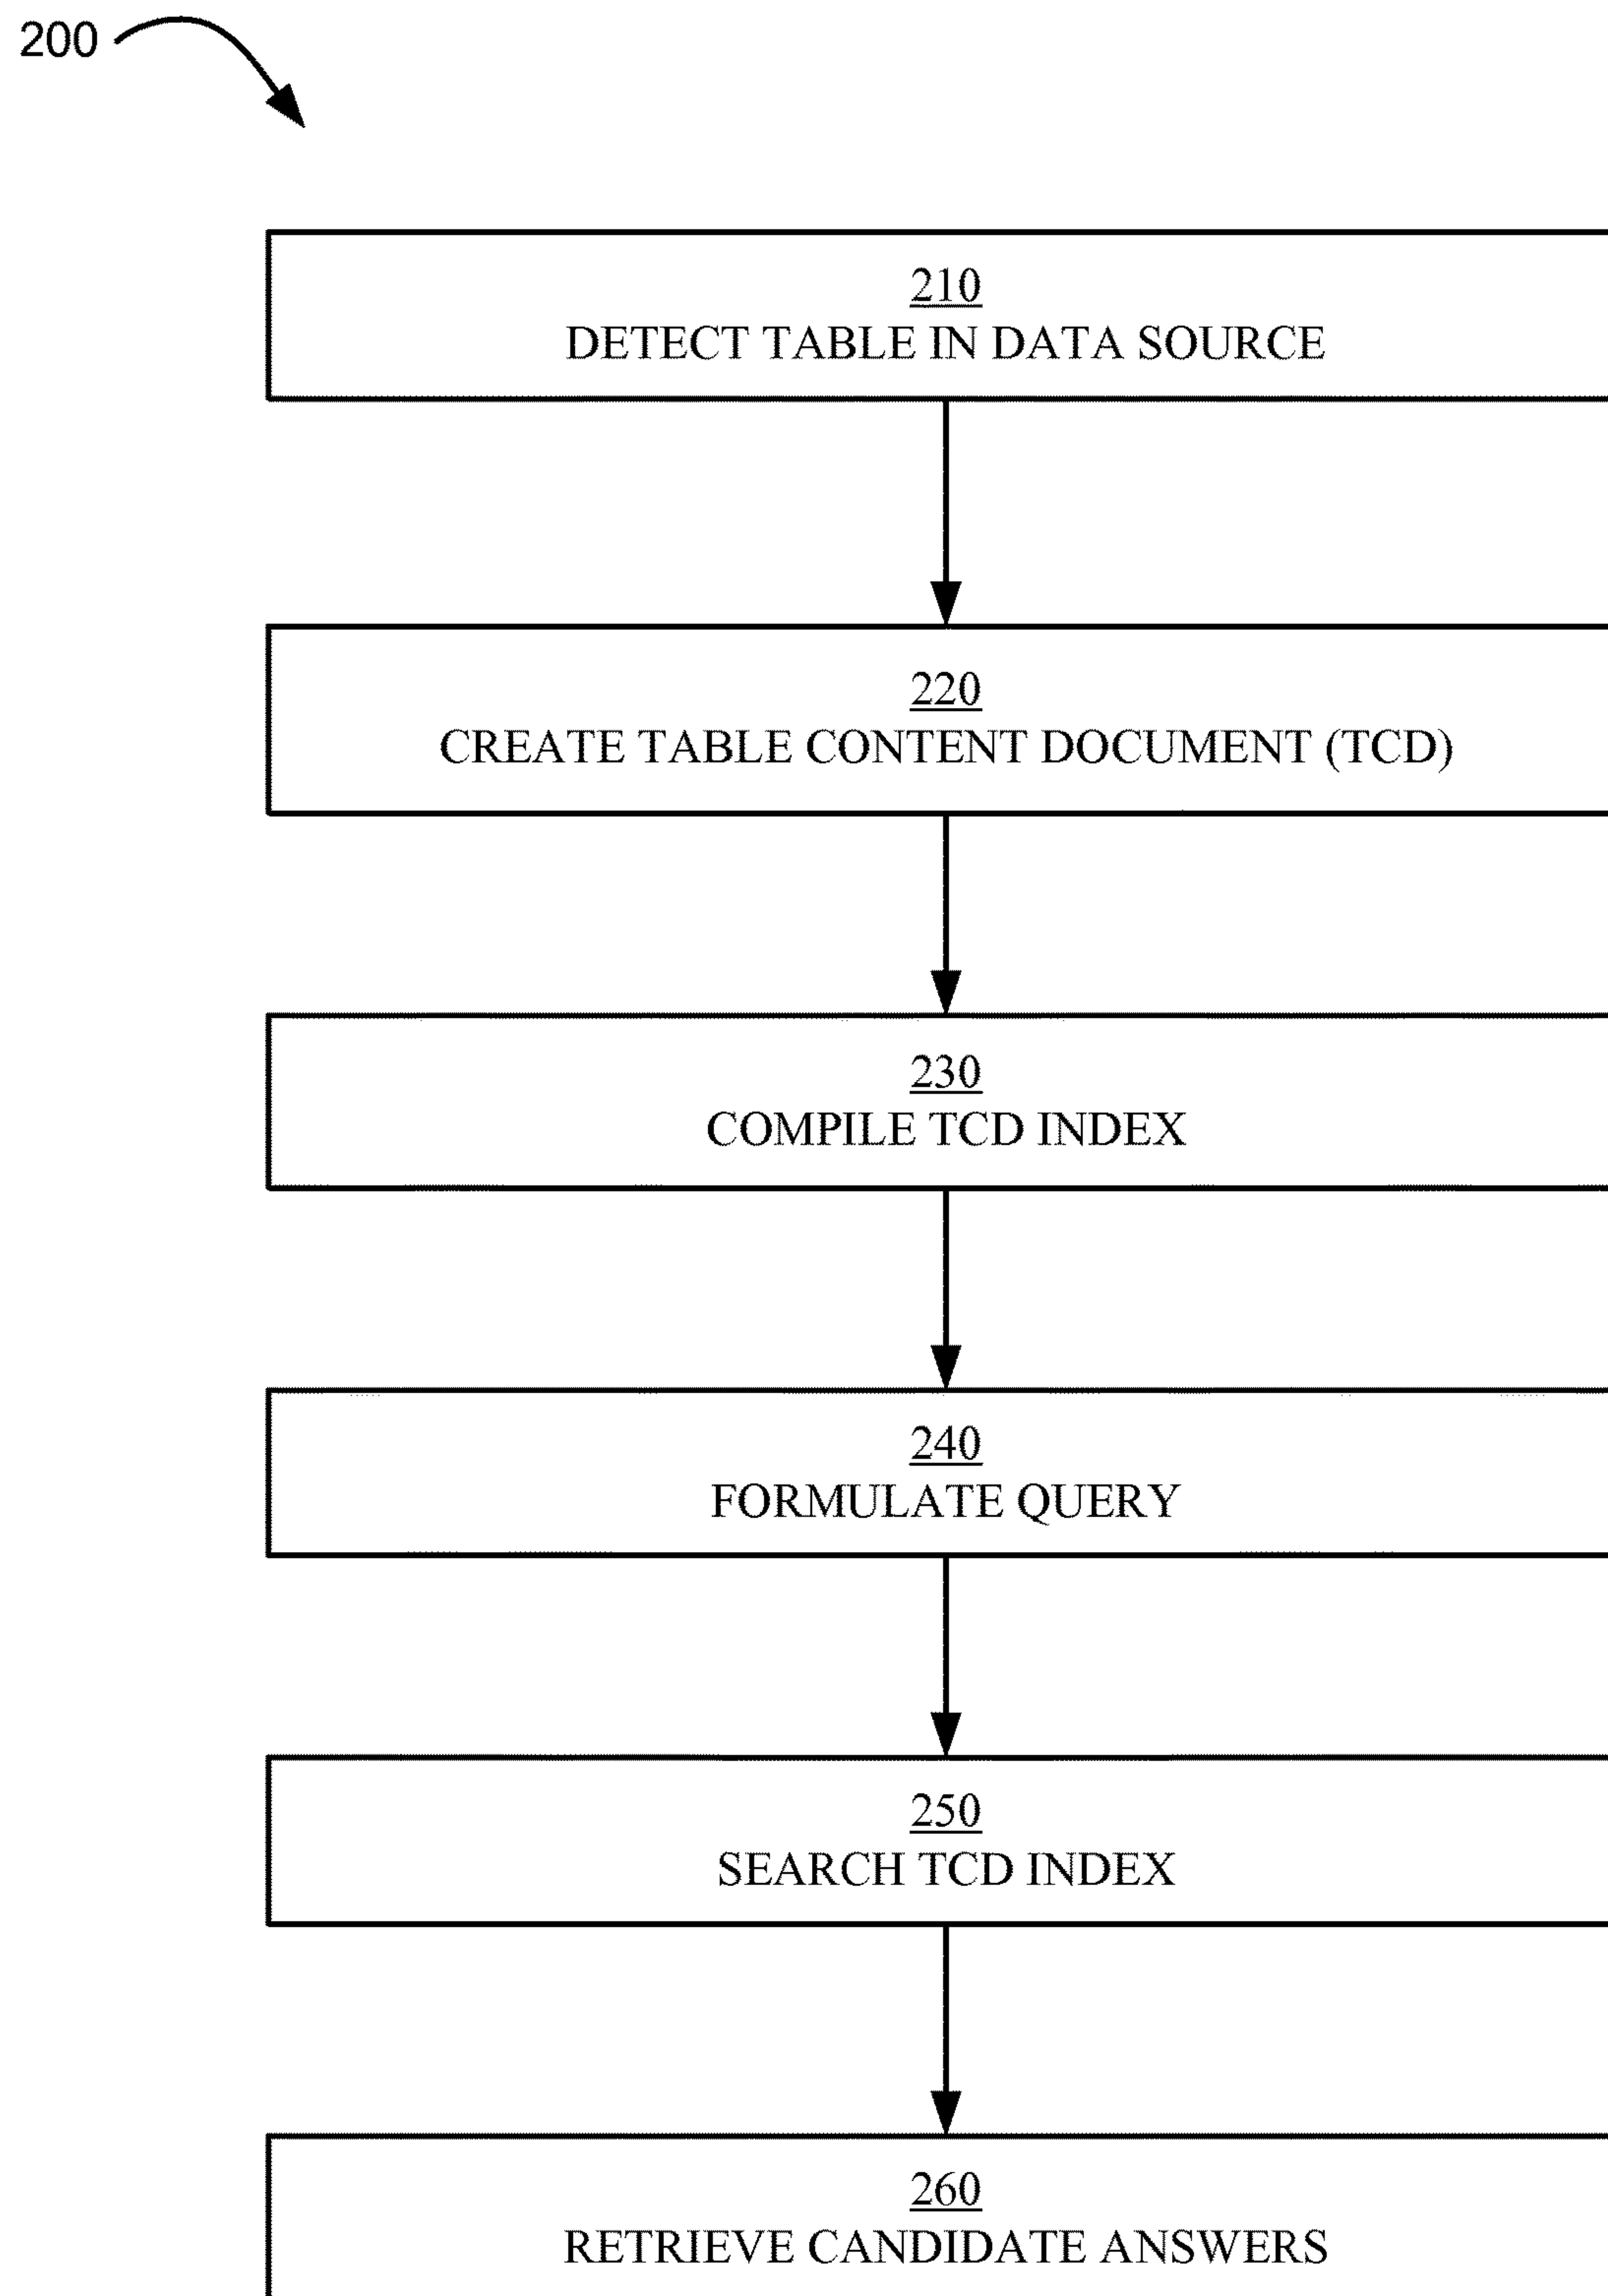 200
210
DETECT TABLE IN DATA SOURCE
220
CREATE TABLE CONTENT DOCUMENT (TCD)
230
COMPILE TCD INDEX
240
FORMULATE QUERY
250
SEARCH TCD INDEX
260
RETRIEVE CANDIDATE ANSWERS